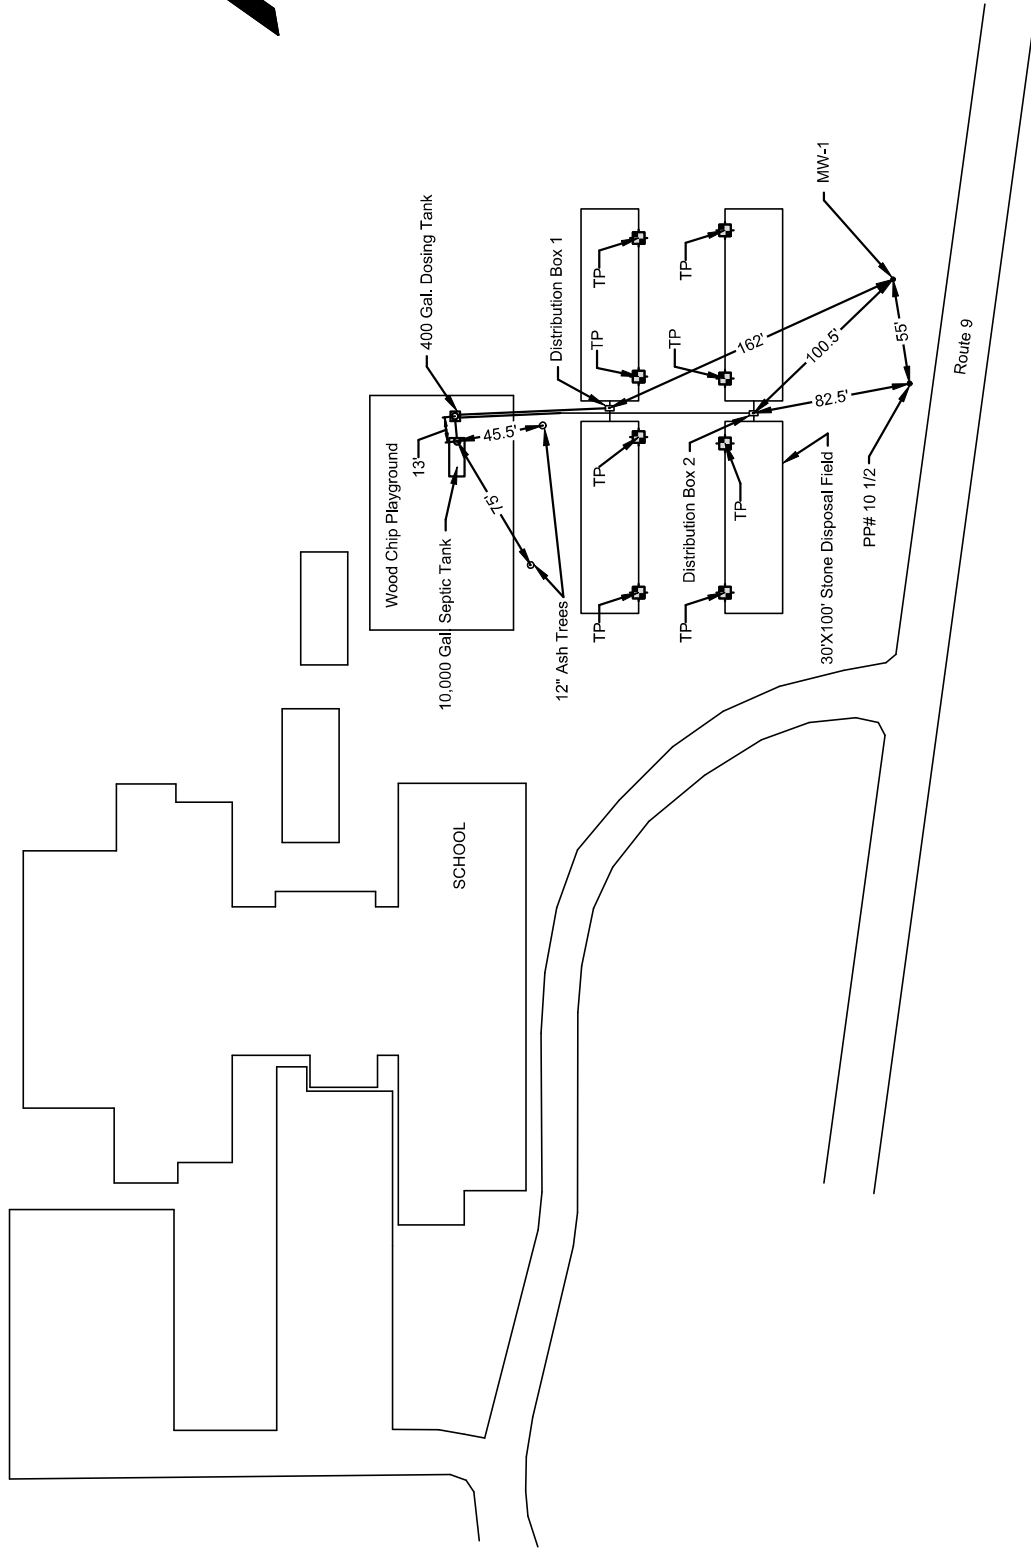 MW-1
400 Gal. Dosing Tank
Distribution Box 1
TP
TP
TP
TP
162'
100.5'
55'
82.5'
Route 9
Wood Chip Playground
13'
45.5'
75'
10,000 Gal. Septic Tank
12" Ash Trees
TP
TP
TP
TP
Distribution Box 2
30'X100' Stone Disposal Field
PP# 10 1/2
SCHOOL